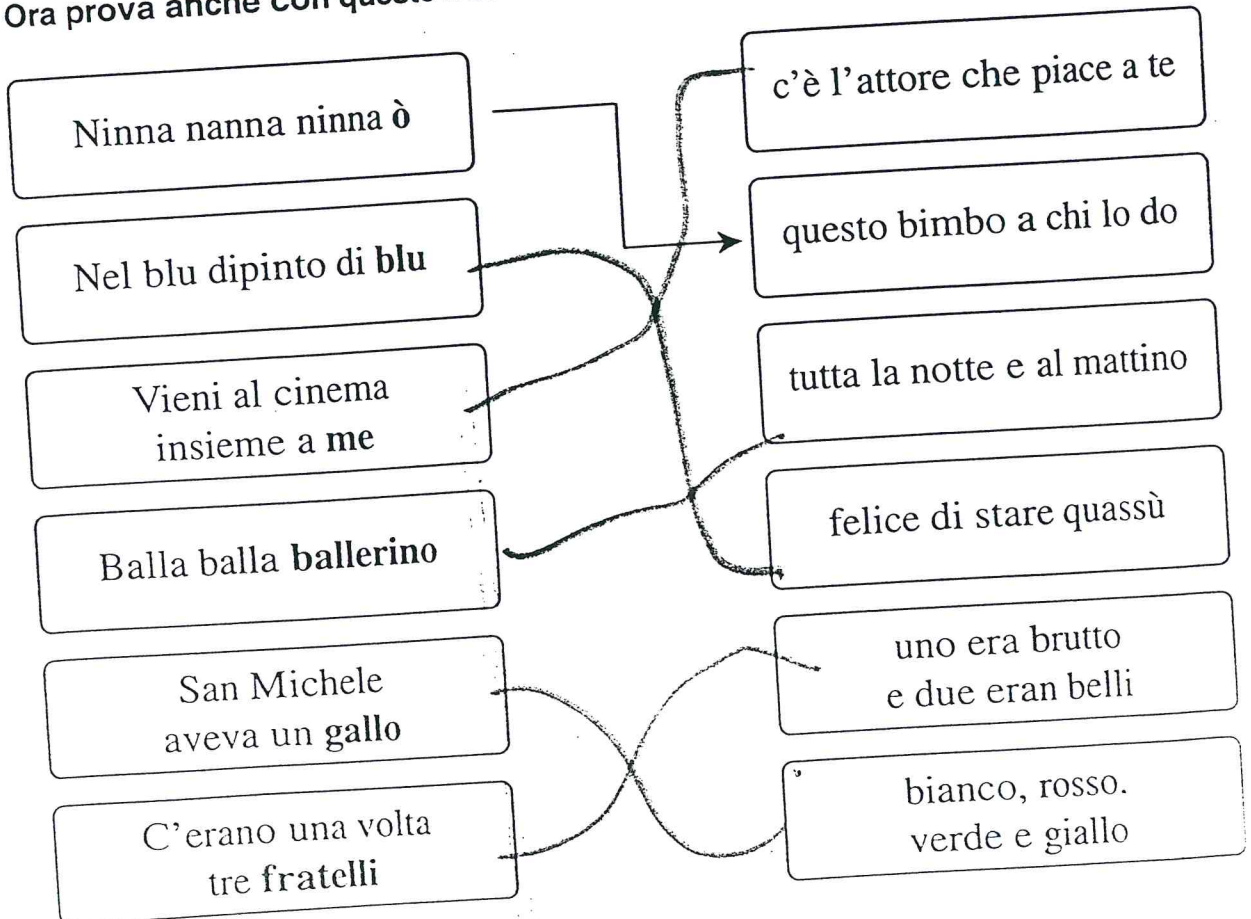 Ora prova anche con
Ninna nanna ninna ò
Nel blu dipinto di blu
Vieni al cinema
insieme a me
Balla balla ballerino
San Michele
aveva un gallo
C'erano una volta
tre fratelli
c'è l'attore che piace a te
questo bimbo a chi lo do
tutta la notte e al mattino
felice di stare quassù
uno era brutto
e due eran belli
bianco, rosso.
verde e giallo